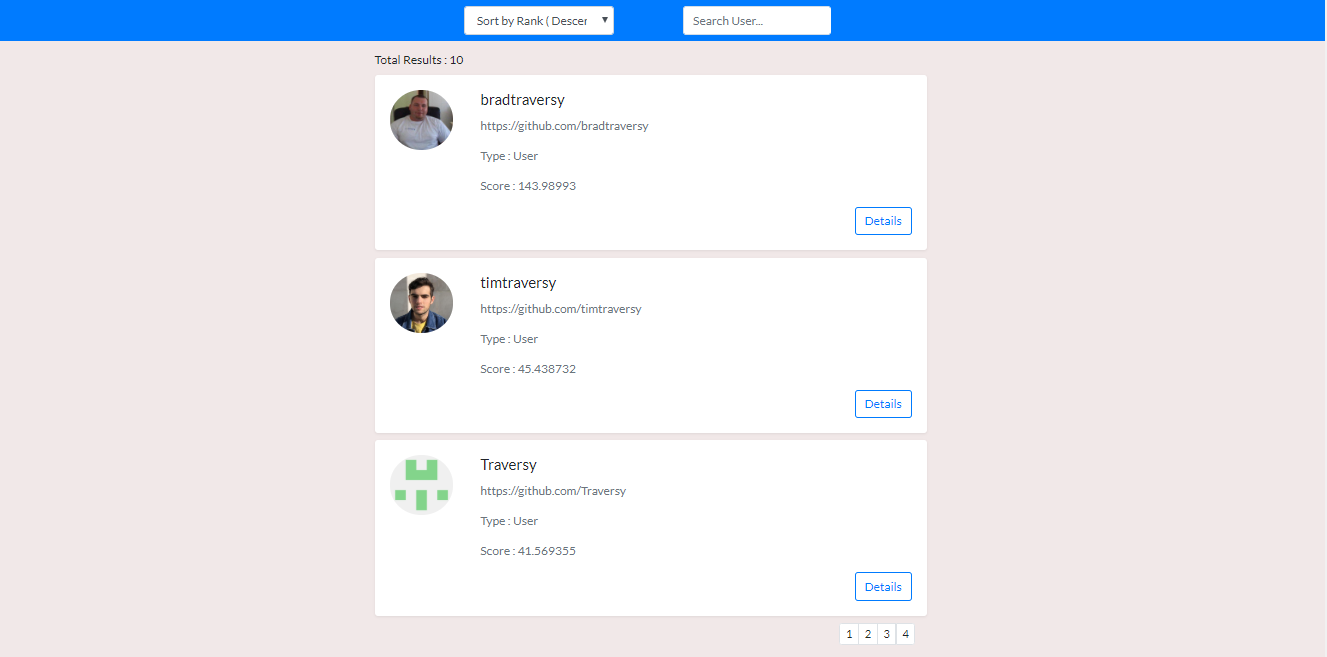 Sort by Rank ( Descer
Search User...
Total Results : 10
bradtraversy
https://github.com/bradtraversy
Type : User
Score : 143.98993
Details
timtraversy
https://github.com/timtraversy
Type : User
Score : 45.438732
Details
Traversy
https://github.com/Traversy
Type : User
Score : 41.569355
Details
1 2 3 4